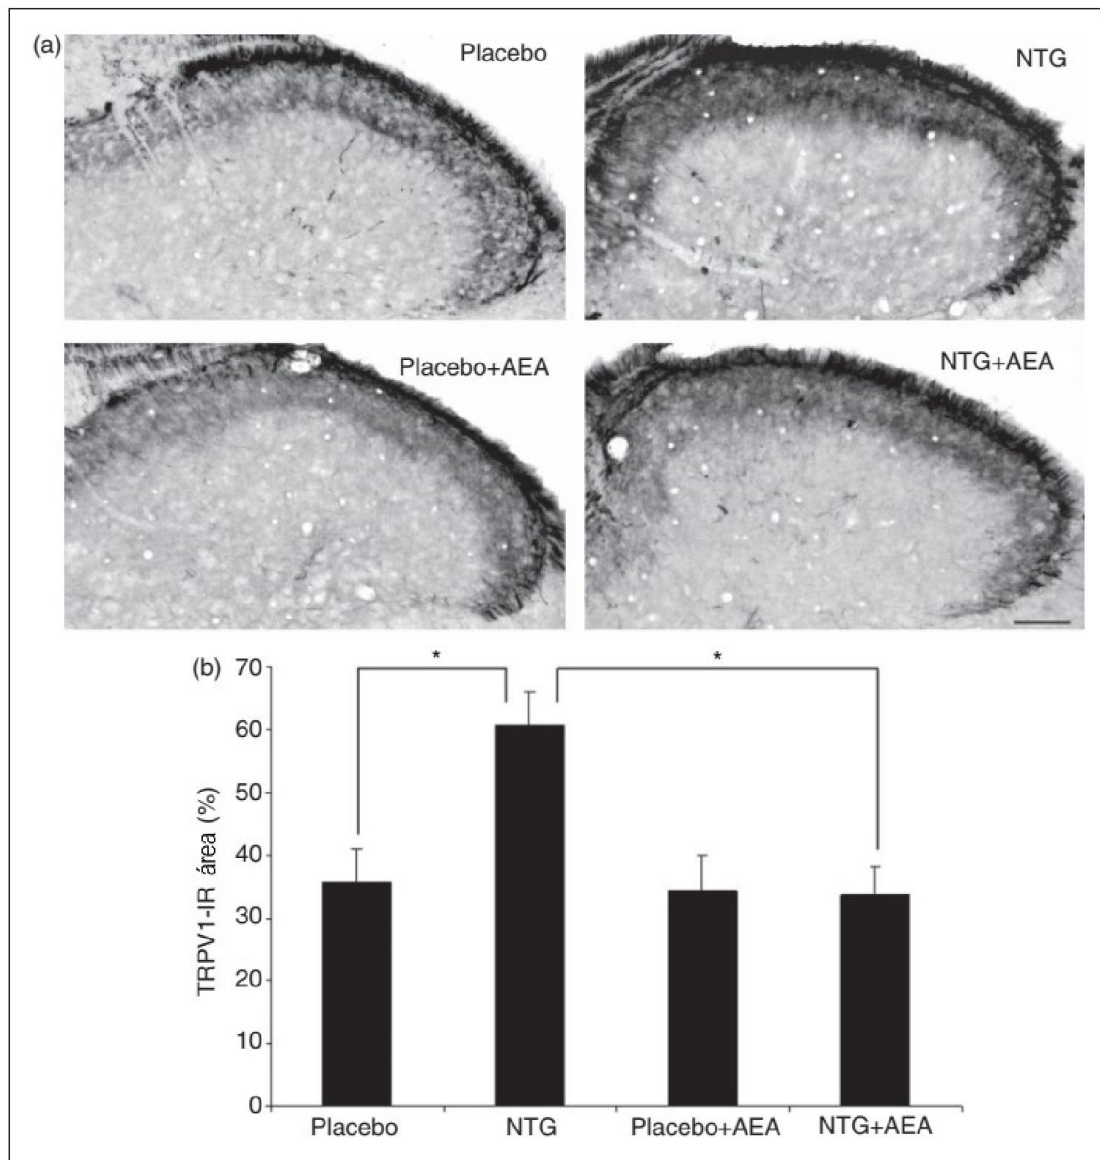 (a)
Placebo
NTG
Placebo+AEA
NTG+AEA
(b)
70
60
50
40
30
20
10
0
TRPV1-IR área (%)
*
*
Placebo
NTG
Placebo+AEA
NTG+AEA